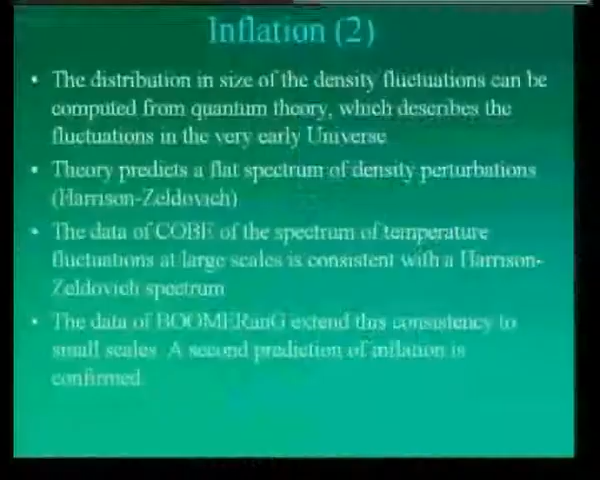 Inflation (2)
• The distribution in size of the density fluctuations can be
computed from quantum theory, which describes the
fluctuations in the very early Universe
• Theory predicts a flat spectrum of density perturbations
(Harrison-Zeldovich)
• The data of COBE of the spectrum of temperature
fluctuations at large scales is consistent with a Harrison-
Zeldovich spectrum
• The data of BOOMERanG extend this consistency to
small scales. A second prediction of inflation is
confirmed.